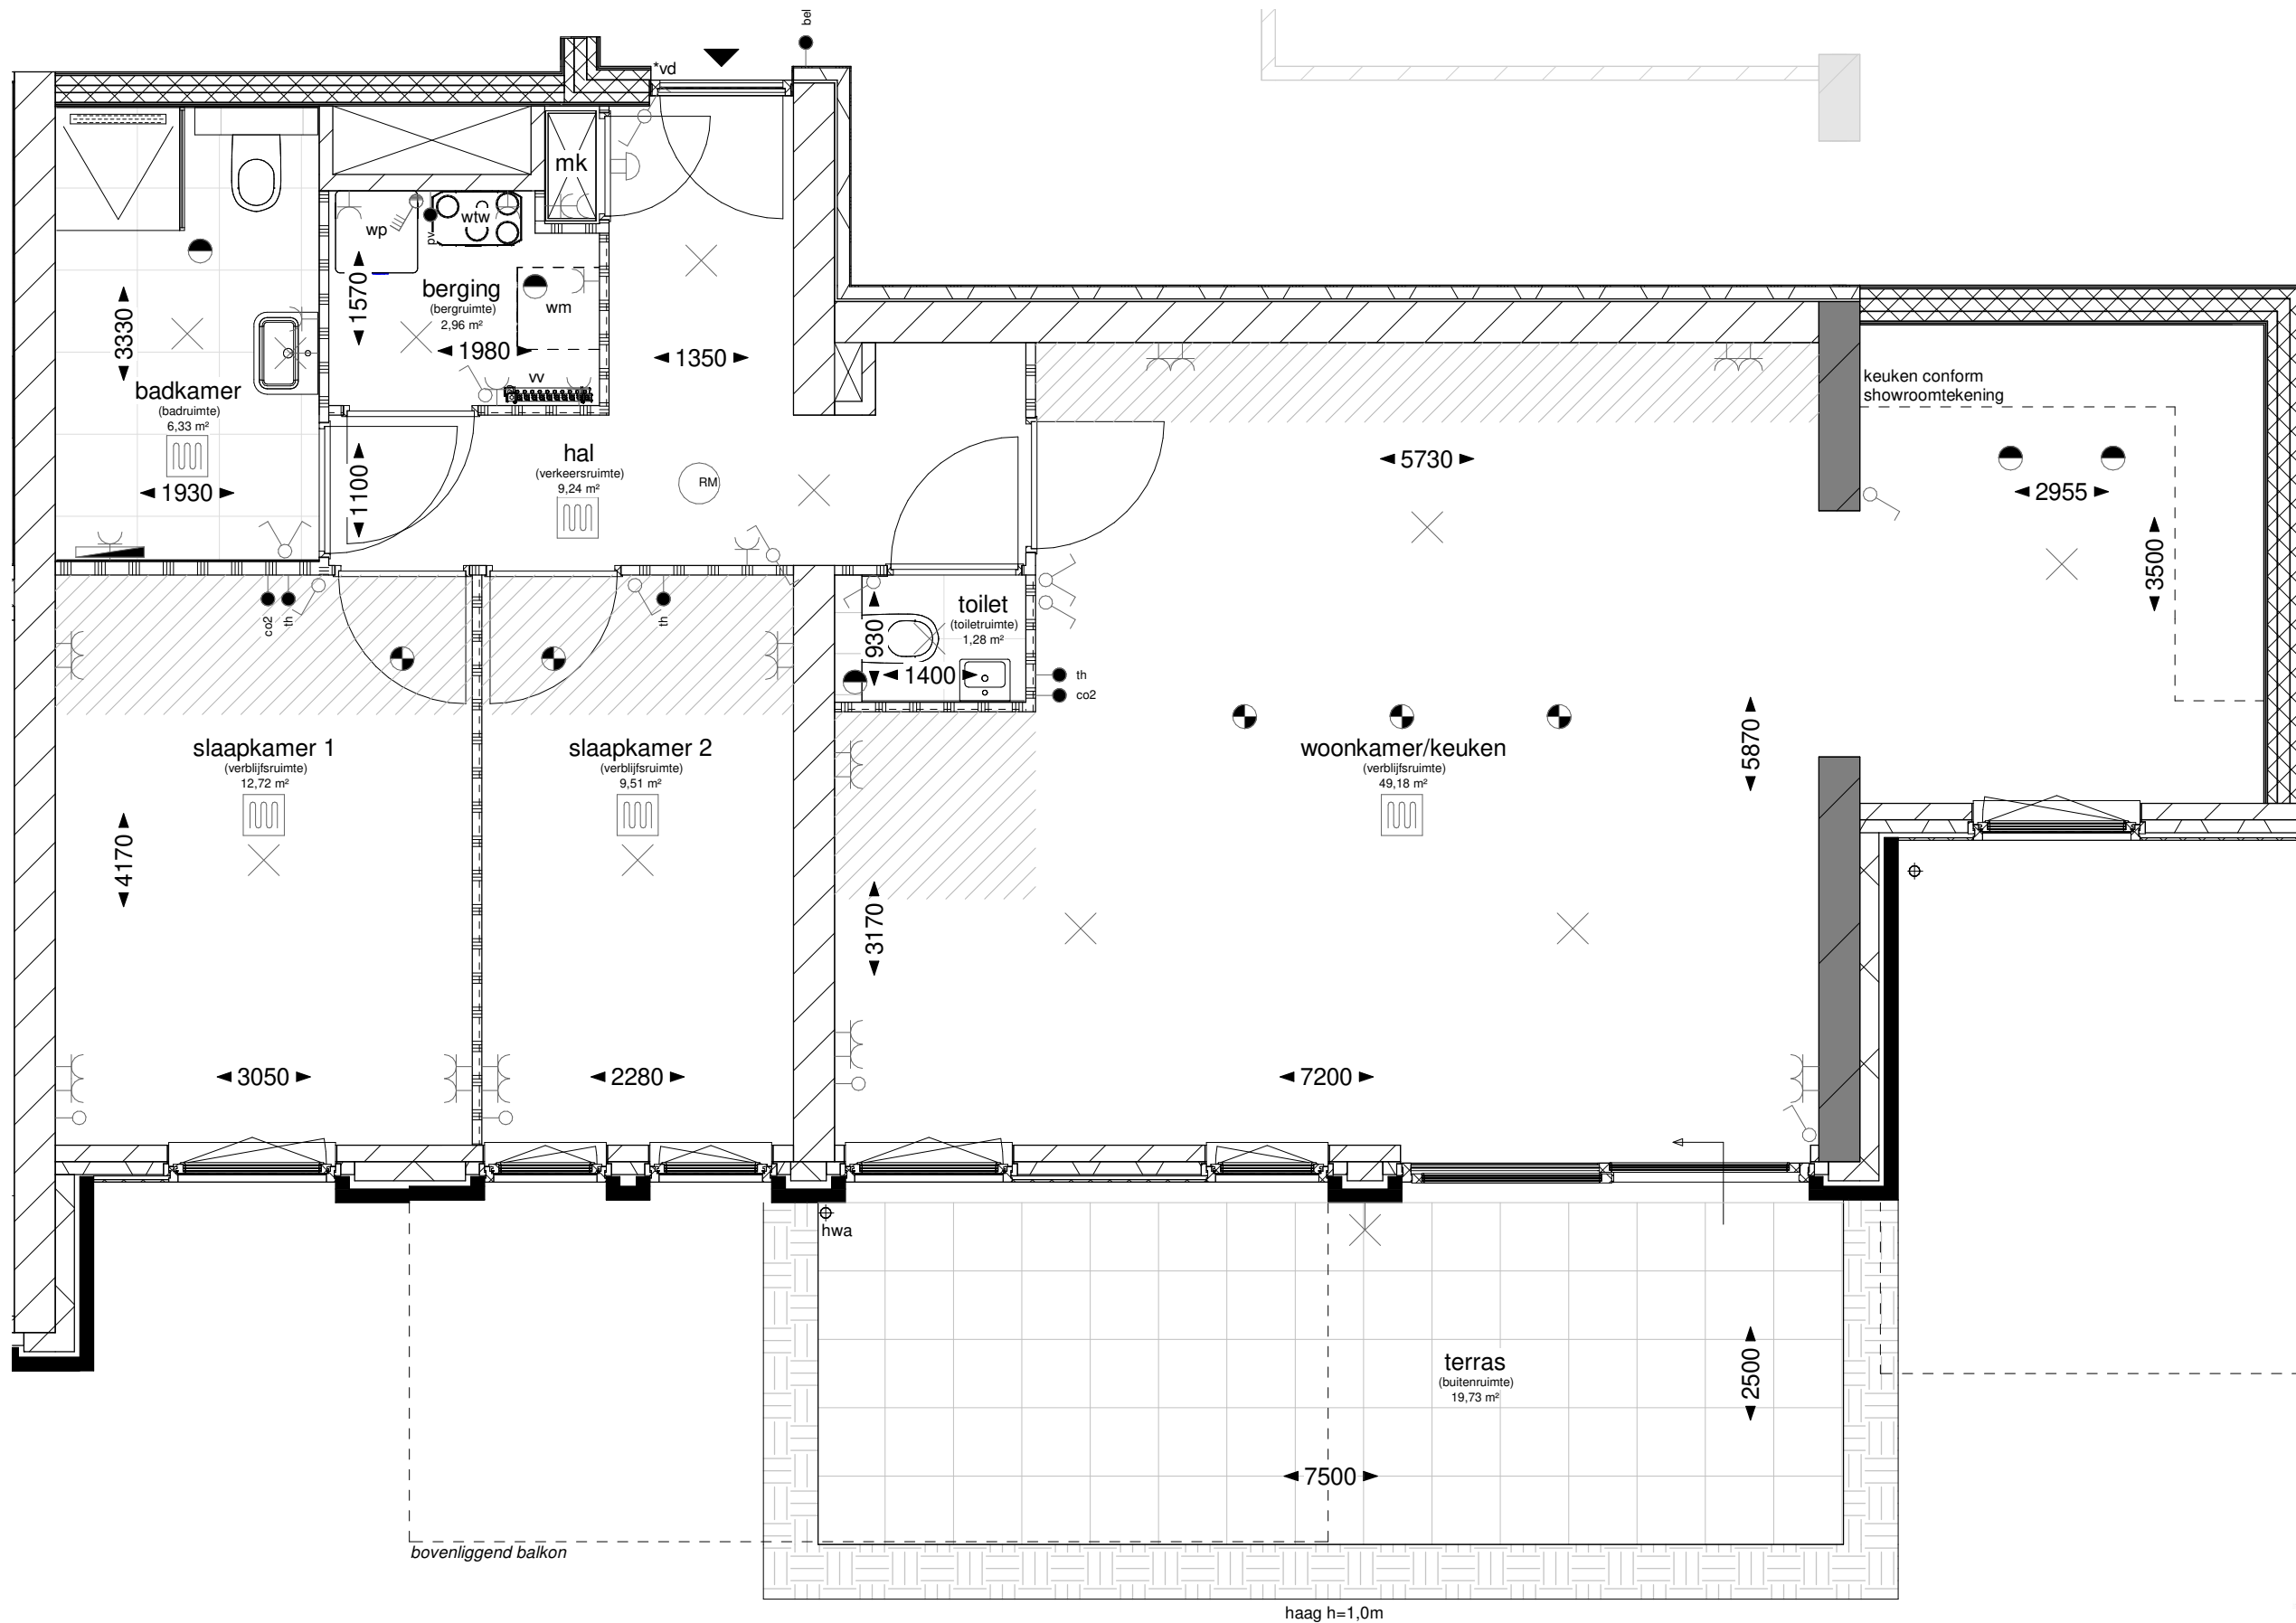 bel
*vd
mk
wp
pv
wtw
1570
berging
(bergruimte)
2,96 m²
wm
1980
vv
1350
3330
badkamer
(badruimte)
6,33 m²
1930
1100
hal
(verkeersruimte)
9,24 m²
RM
5730
keuken conform
showroomtekening
2955
3500
co2
th
th
930
toilet
(toiletruimte)
1,28 m²
1400
th
co2
slaapkamer 1
(verblijfsruimte)
12,72 m²
slaapkamer 2
(verblijfsruimte)
9,51 m²
woonkamer/keuken
(verblijfsruimte)
49,18 m²
5870
4170
3170
3050
2280
7200
hwa
terras
(buitenruimte)
19,73 m²
2500
7500
bovenliggend balkon
haag h=1,0m